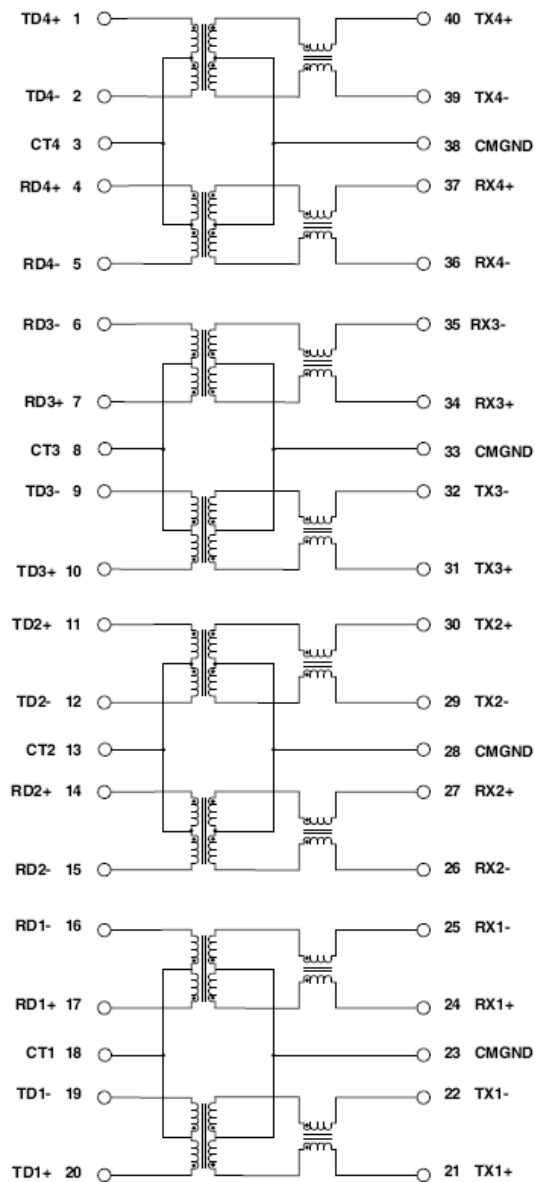 TD4+ 1 40 TX4+
TD4- 2 39 TX4-
CT4 3 38 CMGND
RD4+ 4 37 RX4+
RD4- 5 36 RX4-
RD3- 6 35 RX3-
RD3+ 7 34 RX3+
CT3 8 33 CMGND
TD3- 9 32 TX3-
TD3+ 10 31 TX3+
TD2+ 11 30 TX2+
TD2- 12 29 TX2-
CT2 13 28 CMGND
RD2+ 14 27 RX2+
RD2- 15 26 RX2-
RD1- 16 25 RX1-
RD1+ 17 24 RX1+
CT1 18 23 CMGND
TD1- 19 22 TX1-
TD1+ 20 21 TX1+